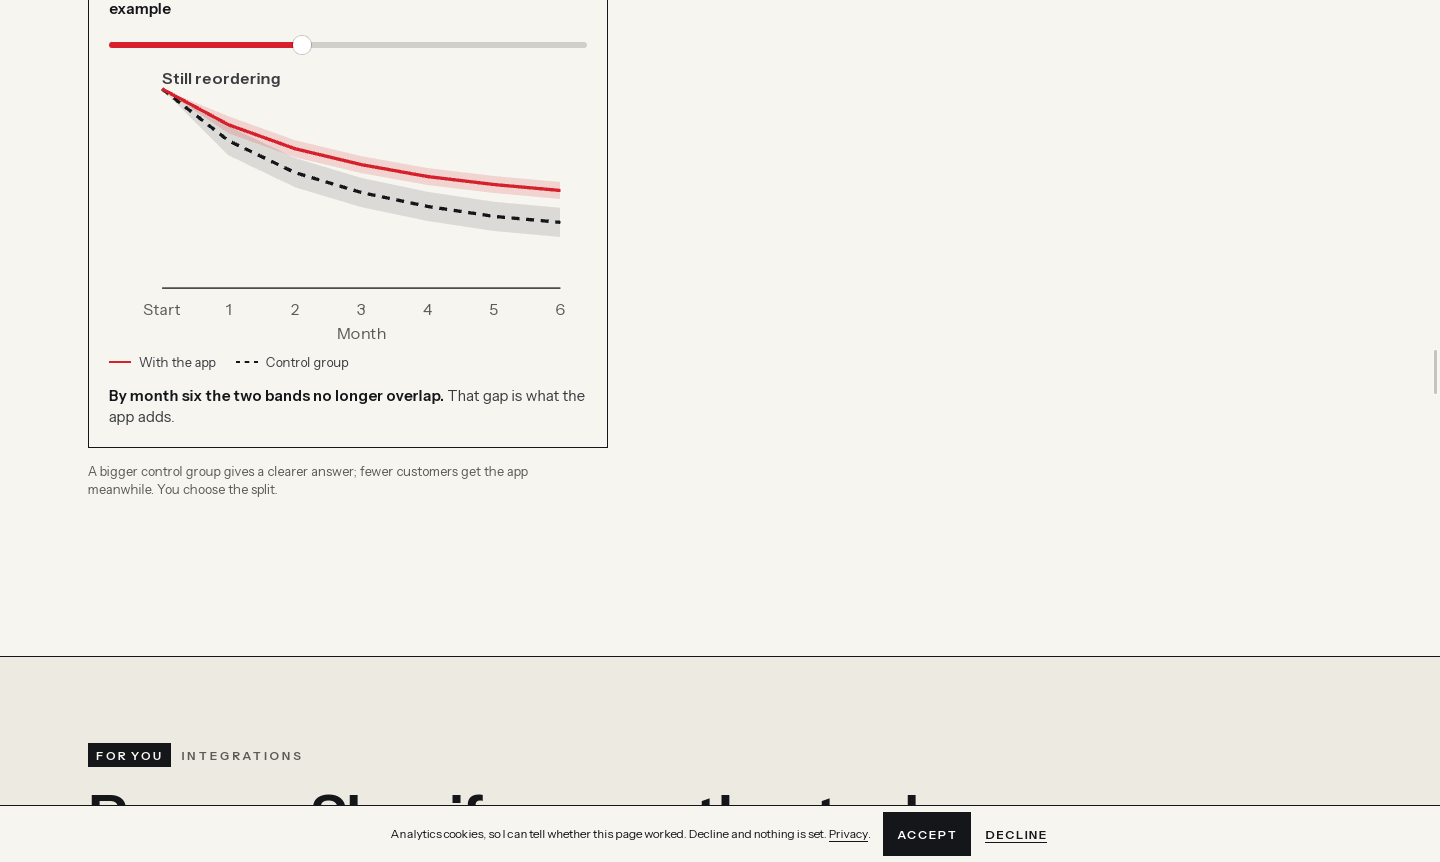 example
Still reordering
Start 1 2 3 4 5 6
Month
With the app Control group
By month six the two bands no longer overlap. That gap is what the
app adds.
A bigger control group gives a clearer answer; fewer customers get the app
meanwhile. You choose the split.
FOR YOU INTEGRATIONS
Analytics cookies, so I can tell whether this page worked. Decline and nothing is set. Privacy. ACCEPT DECLINE